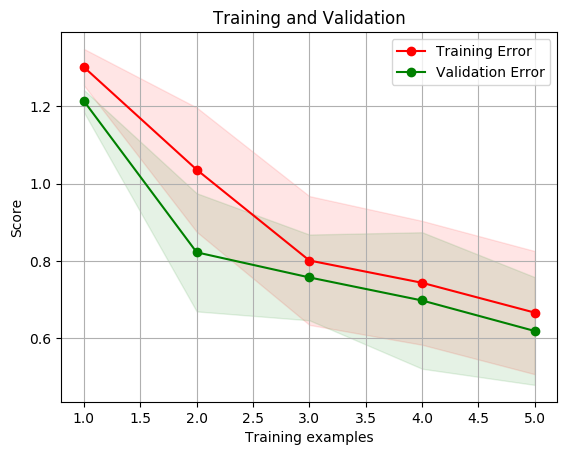 Training and Validation
Training Error
Validation Error
Score
1.2
1.0
0.8
0.6
1.0 1.5 2.0 2.5 3.0 3.5 4.0 4.5 5.0
Training examples